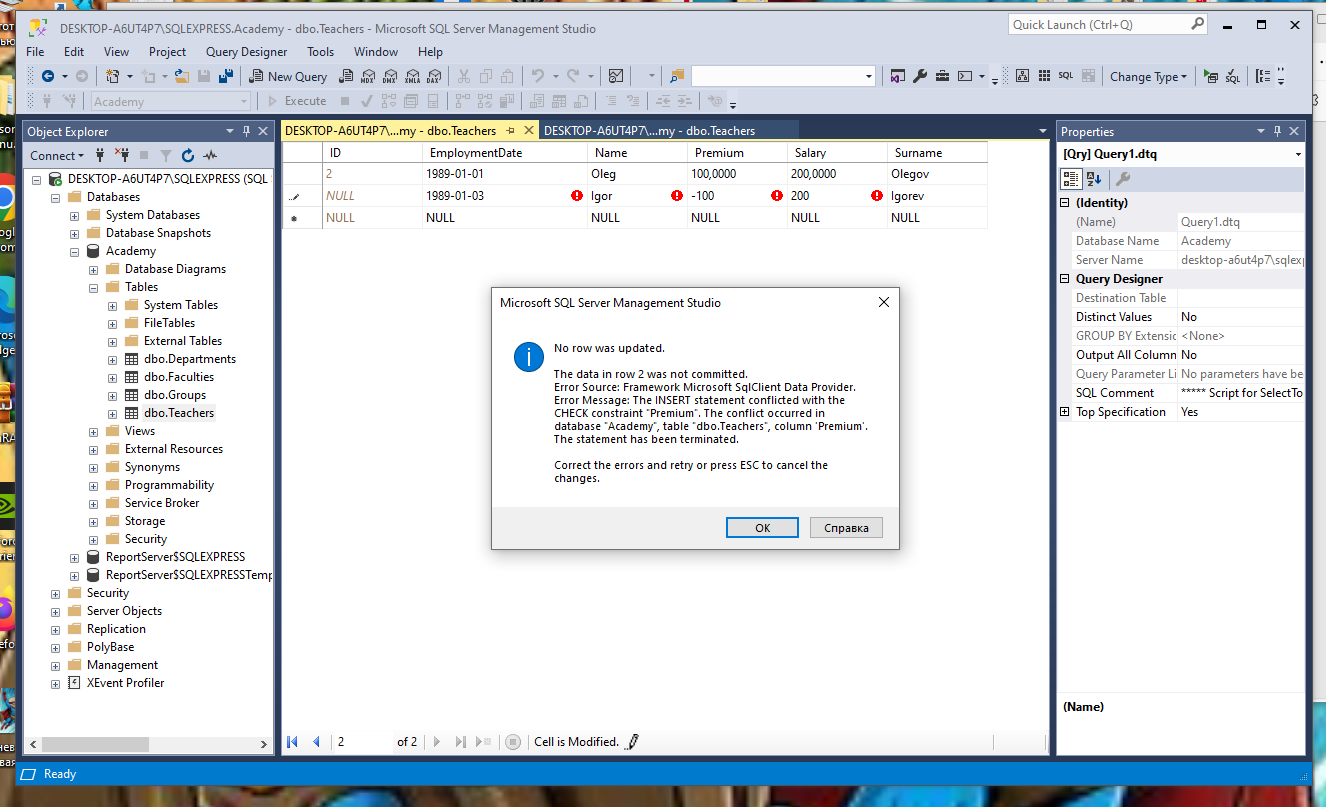 DESKTOP-A6UT4P7\SQLEXPRESS.Academy - dbo.Teachers - Microsoft SQL Server Management Studio
Quick Launch (Ctrl+Q)
File Edit View Project Query Designer Tools Window Help
New Query
MDX DMX XMLA DAX
SQL Change Type
Academy Execute
Object Explorer
Connect
DESKTOP-A6UT4P7\SQLEXPRESS (SQL
Databases
System Databases
Database Snapshots
Academy
Database Diagrams
Tables
System Tables
FileTables
External Tables
dbo.Departments
dbo.Faculties
dbo.Groups
dbo.Teachers
Views
External Resources
Synonyms
Programmability
Service Broker
Storage
Security
ReportServer$SQLEXPRESS
ReportServer$SQLEXPRESSTemp
Security
Server Objects
Replication
PolyBase
Management
XEvent Profiler
DESKTOP-A6UT4P7\...my - dbo.Teachers DESKTOP-A6UT4P7\...my - dbo.Teachers
ID EmploymentDate Name Premium Salary Surname
2 1989-01-01 Oleg 100,0000 200,0000 Olegov
NULL 1989-01-03 Igor -100 200 Igorev
NULL NULL NULL NULL NULL NULL
Microsoft SQL Server Management Studio
No row was updated.
The data in row 2 was not committed.
Error Source: Framework Microsoft SqlClient Data Provider.
Error Message: The INSERT statement conflicted with the
CHECK constraint "Premium". The conflict occurred in
database "Academy", table "dbo.Teachers", column 'Premium'.
The statement has been terminated.
Correct the errors and retry or press ESC to cancel the
changes.
OK Справка
2 of 2 Cell is Modified.
Properties
[Qry] Query1.dtq
(Identity)
(Name) Query1.dtq
Database Name Academy
Server Name desktop-a6ut4p7\sqlexp
Query Designer
Destination Table
Distinct Values No
GROUP BY Extensio <None>
Output All Column No
Query Parameter Li No parameters have be
SQL Comment ***** Script for SelectTo
Top Specification Yes
(Name)
Ready